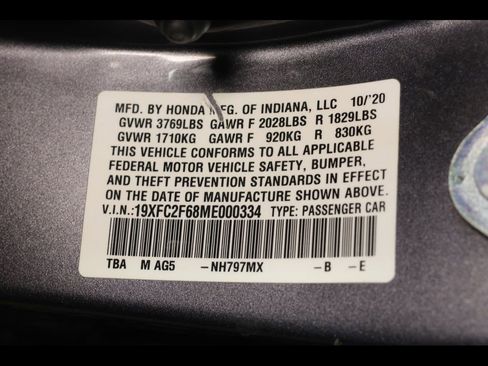 MFD. BY HONDA MFG. OF INDIANA, LLC 10/'20
GVWR 3769LBS GAWR F 2028LBS R 1829LBS
GVWR 1710KG GAWR F 920KG R 830KG
THIS VEHICLE CONFORMS TO ALL APPLICABLE
FEDERAL MOTOR VEHICLE SAFETY, BUMPER,
AND THEFT PREVENTION STANDARDS IN EFFECT
ON THE DATE OF MANUFACTURE SHOWN ABOVE.
V.I.N.: 19XFC2F68ME000334 TYPE: PASSENGER CAR
TBA M AG5 -NH797MX -B -E